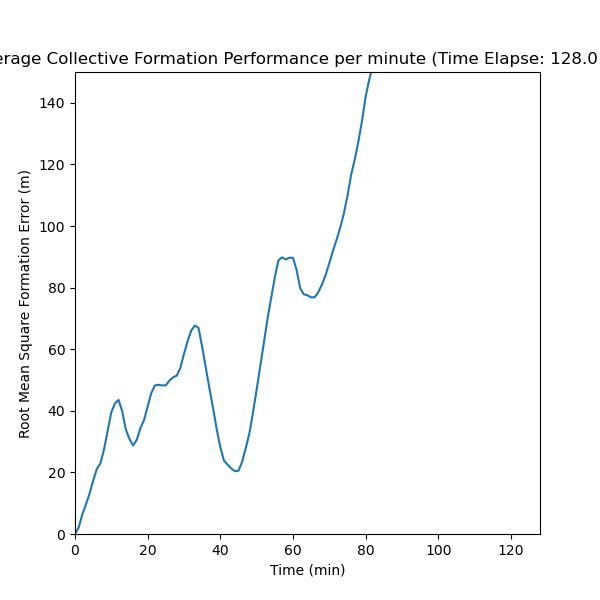 erage Collective Formation Performance per minute (Time Elapse: 128.0
140
120
100
80
60
40
20
0
Root Mean Square Formation Error (m)
0 20 40 60 80 100 120
Time (min)